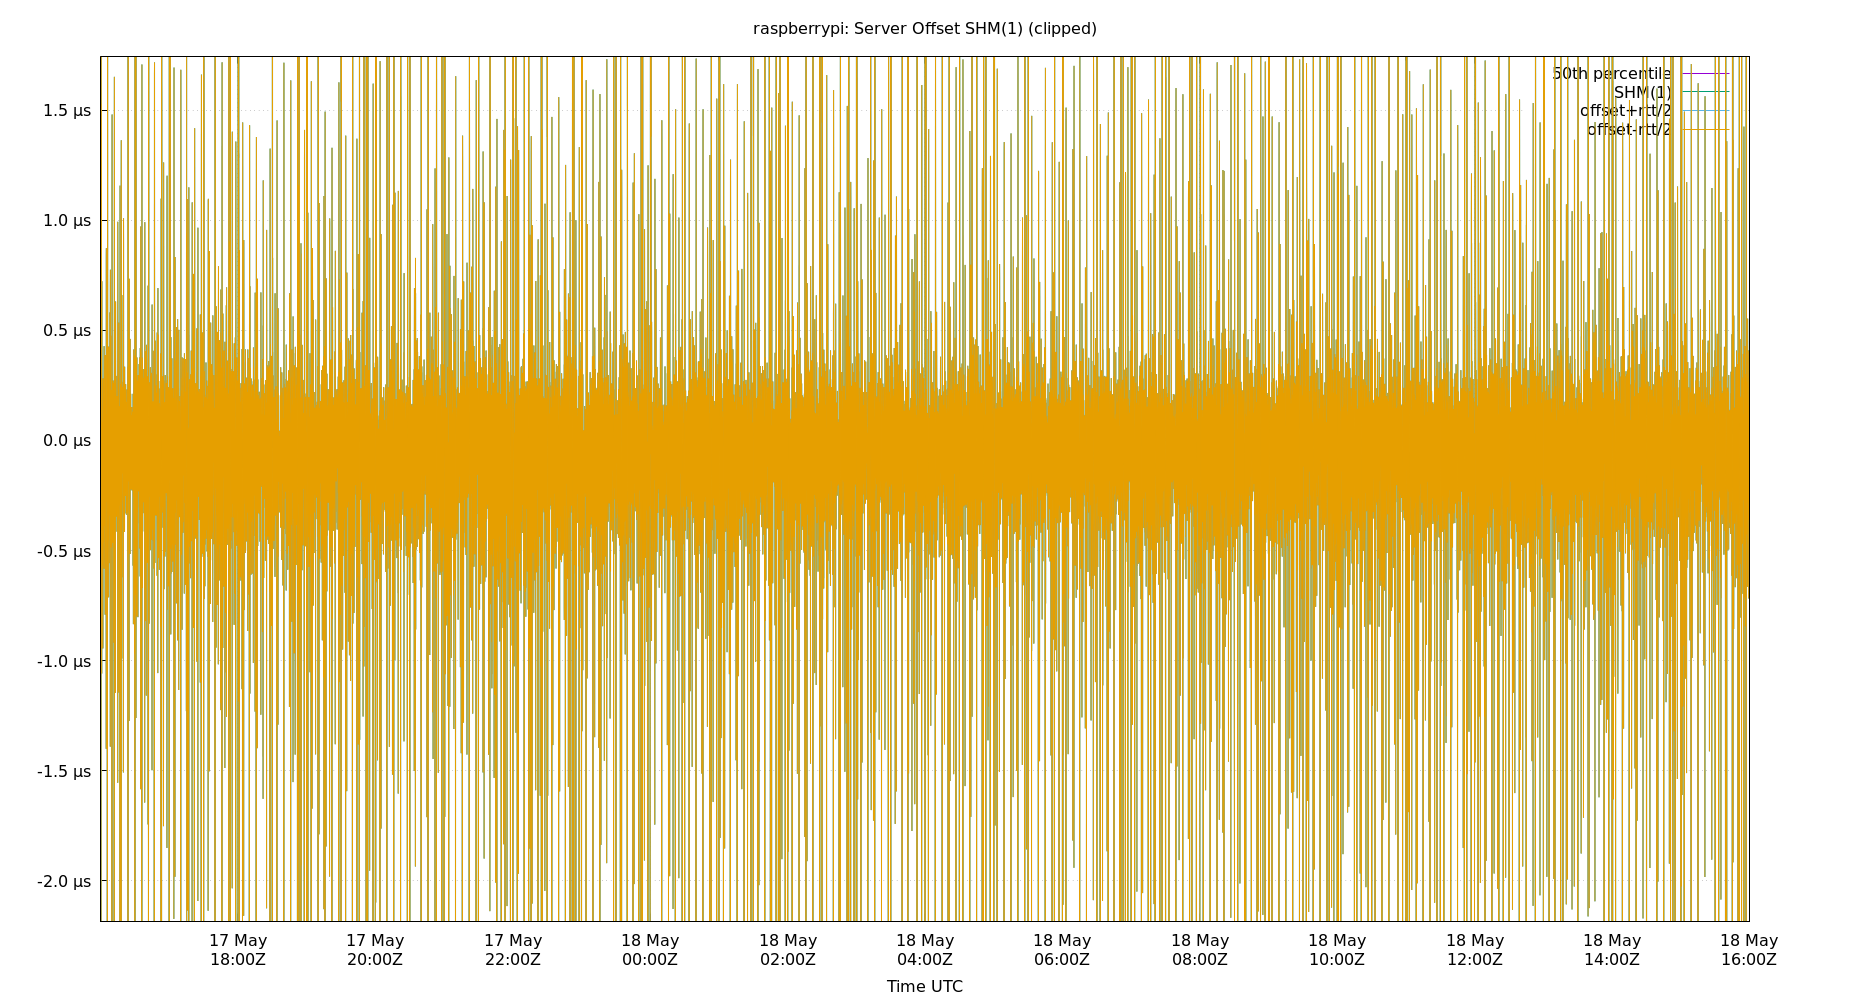 raspberrypi: Server Offset SHM(1) (clipped)
50th percentile
SHM(1)
offset+rtt/2
offset-rtt/2
1.5 µs
1.0 µs
0.5 µs
0.0 µs
-0.5 µs
-1.0 µs
-1.5 µs
-2.0 µs
17 May 17 May 17 May 18 May 18 May 18 May 18 May 18 May 18 May 18 May 18 May 18 May
18:00Z 20:00Z 22:00Z 00:00Z 02:00Z 04:00Z 06:00Z 08:00Z 10:00Z 12:00Z 14:00Z 16:00Z
Time UTC